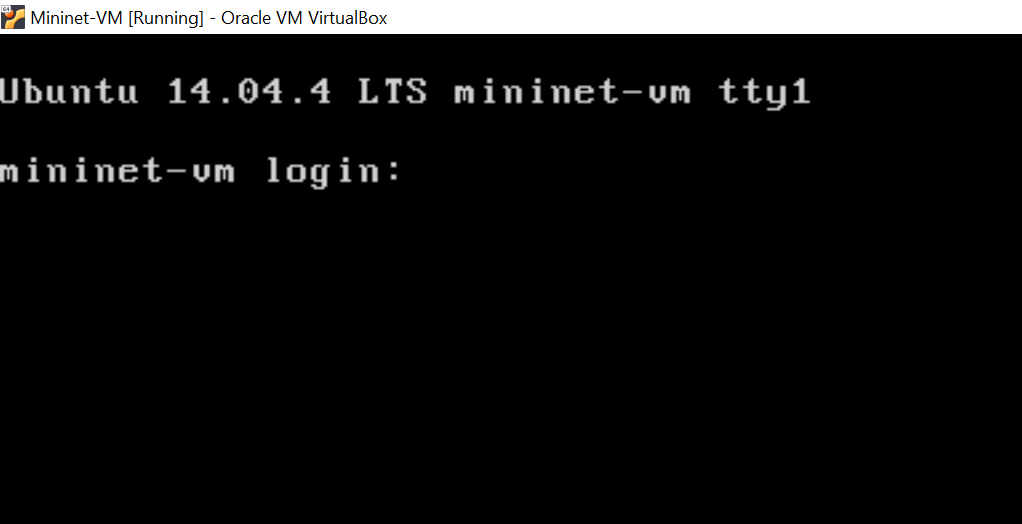 Mininet-VM [Running] - Oracle VM VirtualBox
Ubuntu 14.04.4 LTS mininet-vm tty1
mininet-vm login: